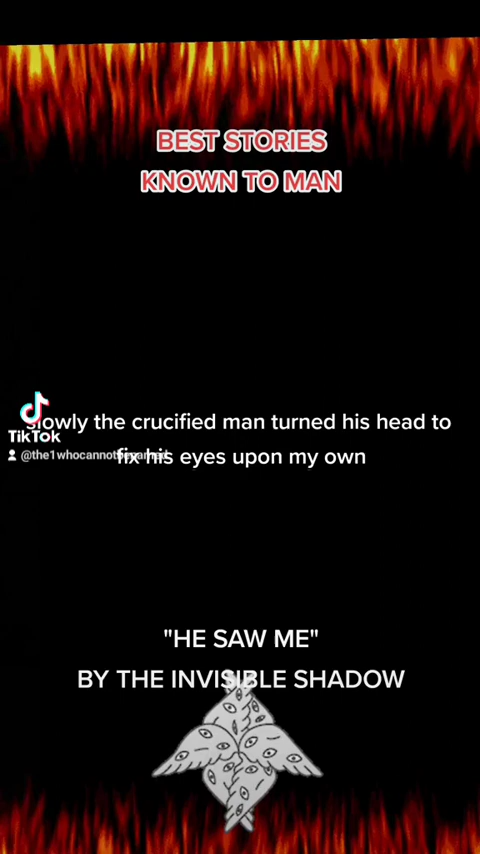 BEST STORIES
KNOWN TO MAN
slowly the crucified man turned his head to
TikTok
fix his eyes upon my own
"HE SAW ME"
BY THE INVISIBLE SHADOW